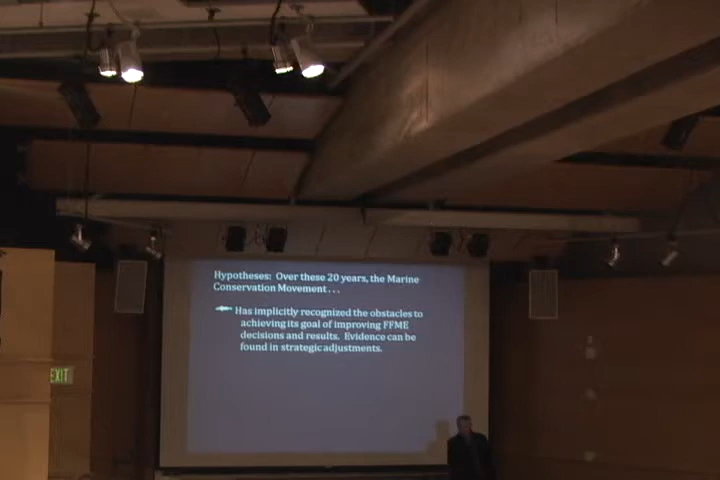 Hypotheses: Over these 20 years, the Marine
Conservation Movement . . .
Has implicitly recognized the obstacles to
achieving its goal of improving FFME
decisions and results. Evidence can be
found in strategic adjustments.
EXIT